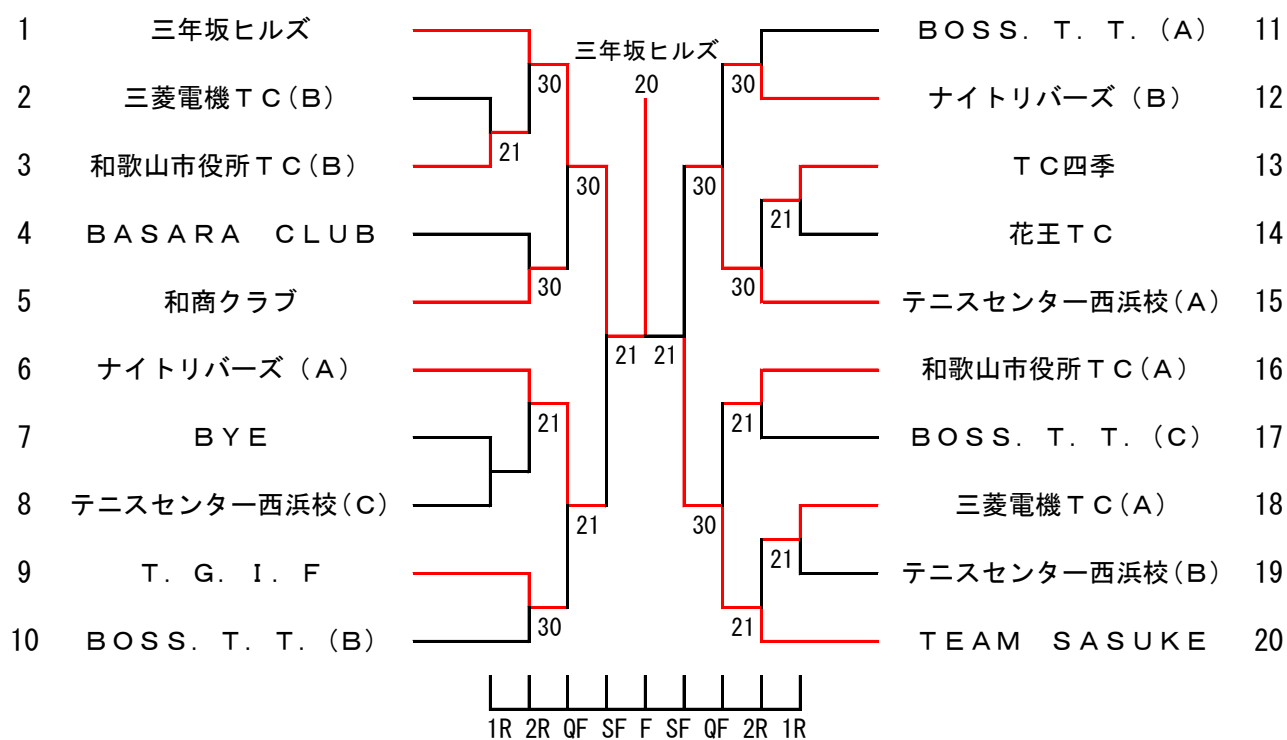 三年坂ヒルズ
20
1 三年坂ヒルズ
2 三菱電機ＴＣ(Ｂ)
3 和歌山市役所ＴＣ(Ｂ)
4 ＢＡＳＡＲＡ　ＣＬＵＢ
5 和商クラブ
6 ナイトリバーズ（Ａ）
7 ＢＹＥ
8 テニスセンター西浜校(Ｃ)
9 Ｔ．Ｇ．Ｉ．Ｆ
10 ＢＯＳＳ．Ｔ．Ｔ．（Ｂ）
30
21
30
30
21
21
30
21
21
30
30
21
30
21
30
21
21
ＢＯＳＳ．Ｔ．Ｔ．（Ａ） 11
ナイトリバーズ（Ｂ） 12
ＴＣ四季 13
花王ＴＣ 14
テニスセンター西浜校(Ａ) 15
和歌山市役所ＴＣ(Ａ) 16
ＢＯＳＳ．Ｔ．Ｔ．（Ｃ） 17
三菱電機ＴＣ(Ａ) 18
テニスセンター西浜校(Ｂ) 19
ＴＥＡＭ　ＳＡＳＵＫＥ 20
1R 2R QF SF F SF QF 2R 1R